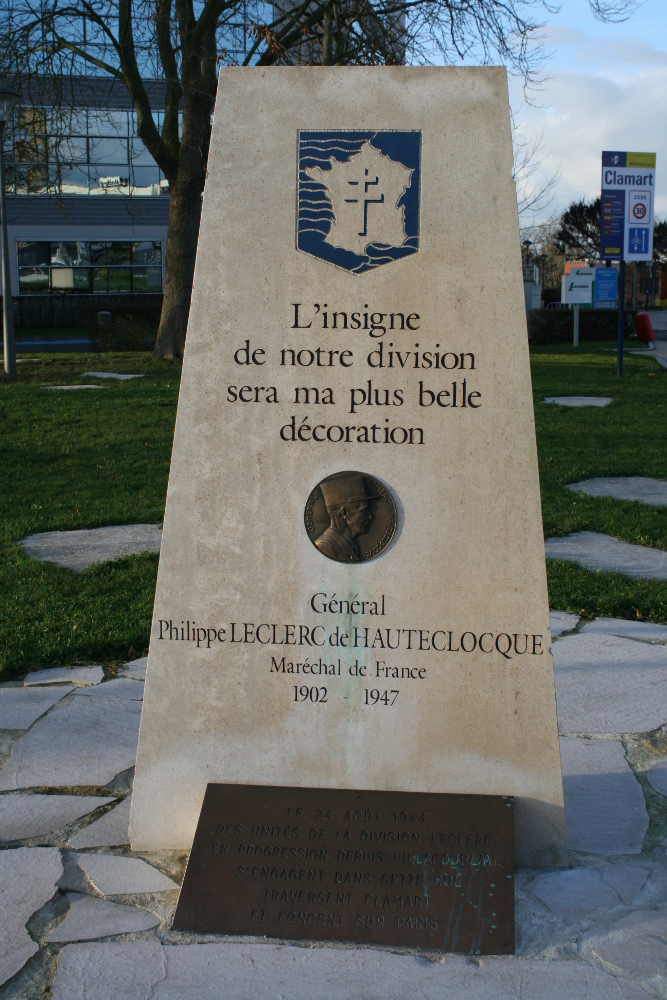 Clamart
ZONE
30
L'insigne
de notre division
sera ma plus belle
décoration
Général
Philippe LECLERC de HAUTECLOCQUE
Maréchal de France
1902 - 1947
LE 24 AOUT 1944
DES UNITÉS DE LA DIVISION LECLERC
EN PROGRESSION DEPUIS VILLACOUBLAY
S'ENGAGENT DANS CETTE RUE
TRAVERSENT CLAMART
ET FONCENT SUR PARIS